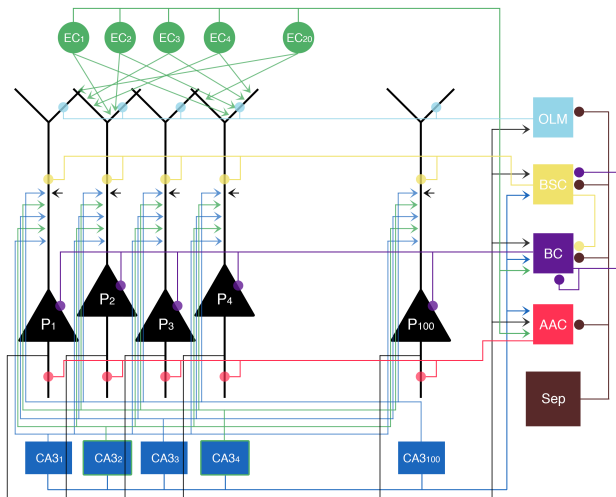 EC1 EC2 EC3 EC4 EC20
OLM
BSC
BC
P1 P2 P3 P4 P100
AAC
Sep
CA31 CA32 CA33 CA34 CA3100